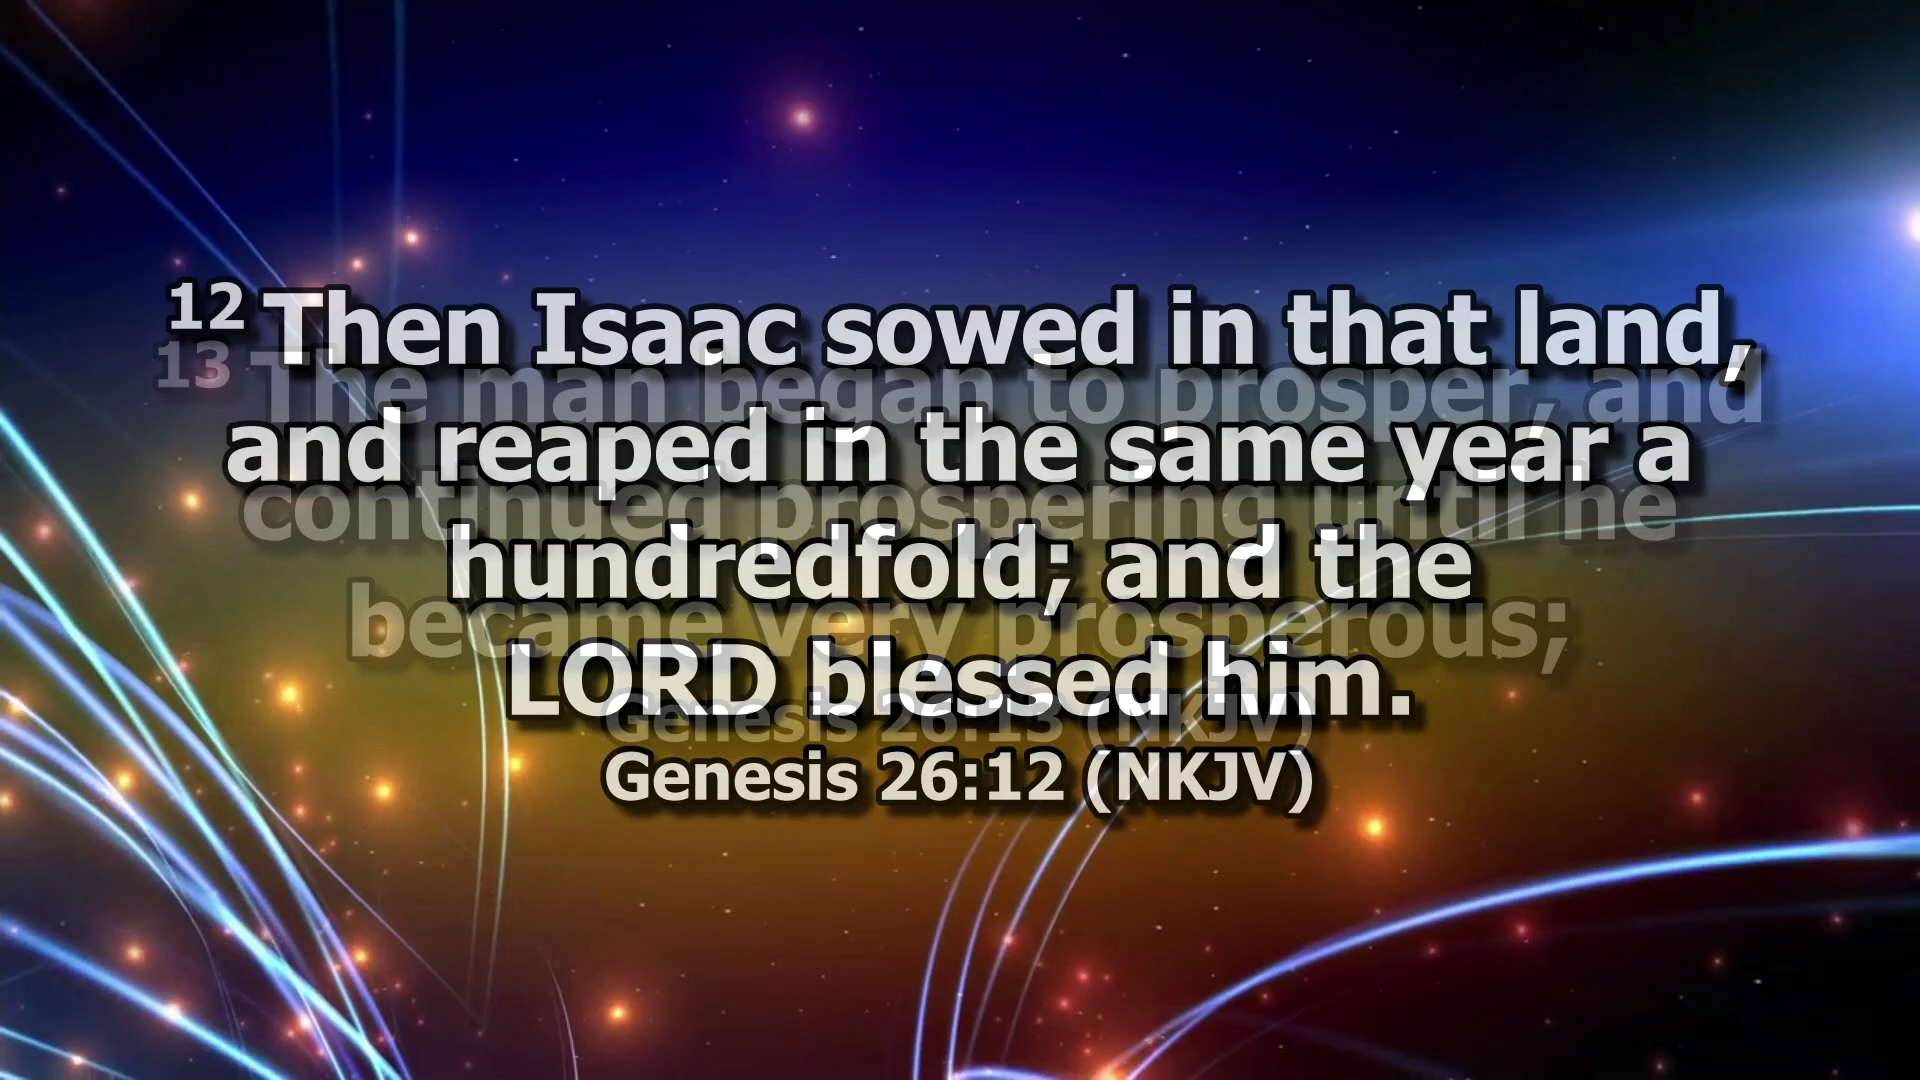 12 Then Isaac sowed in that land,
and reaped in the same year a
hundredfold; and the
LORD blessed him.
Genesis 26:12 (NKJV)
13 The man began to prosper, and
continued prospering until he
became very prosperous;
Genesis 26:13 (NKJV)